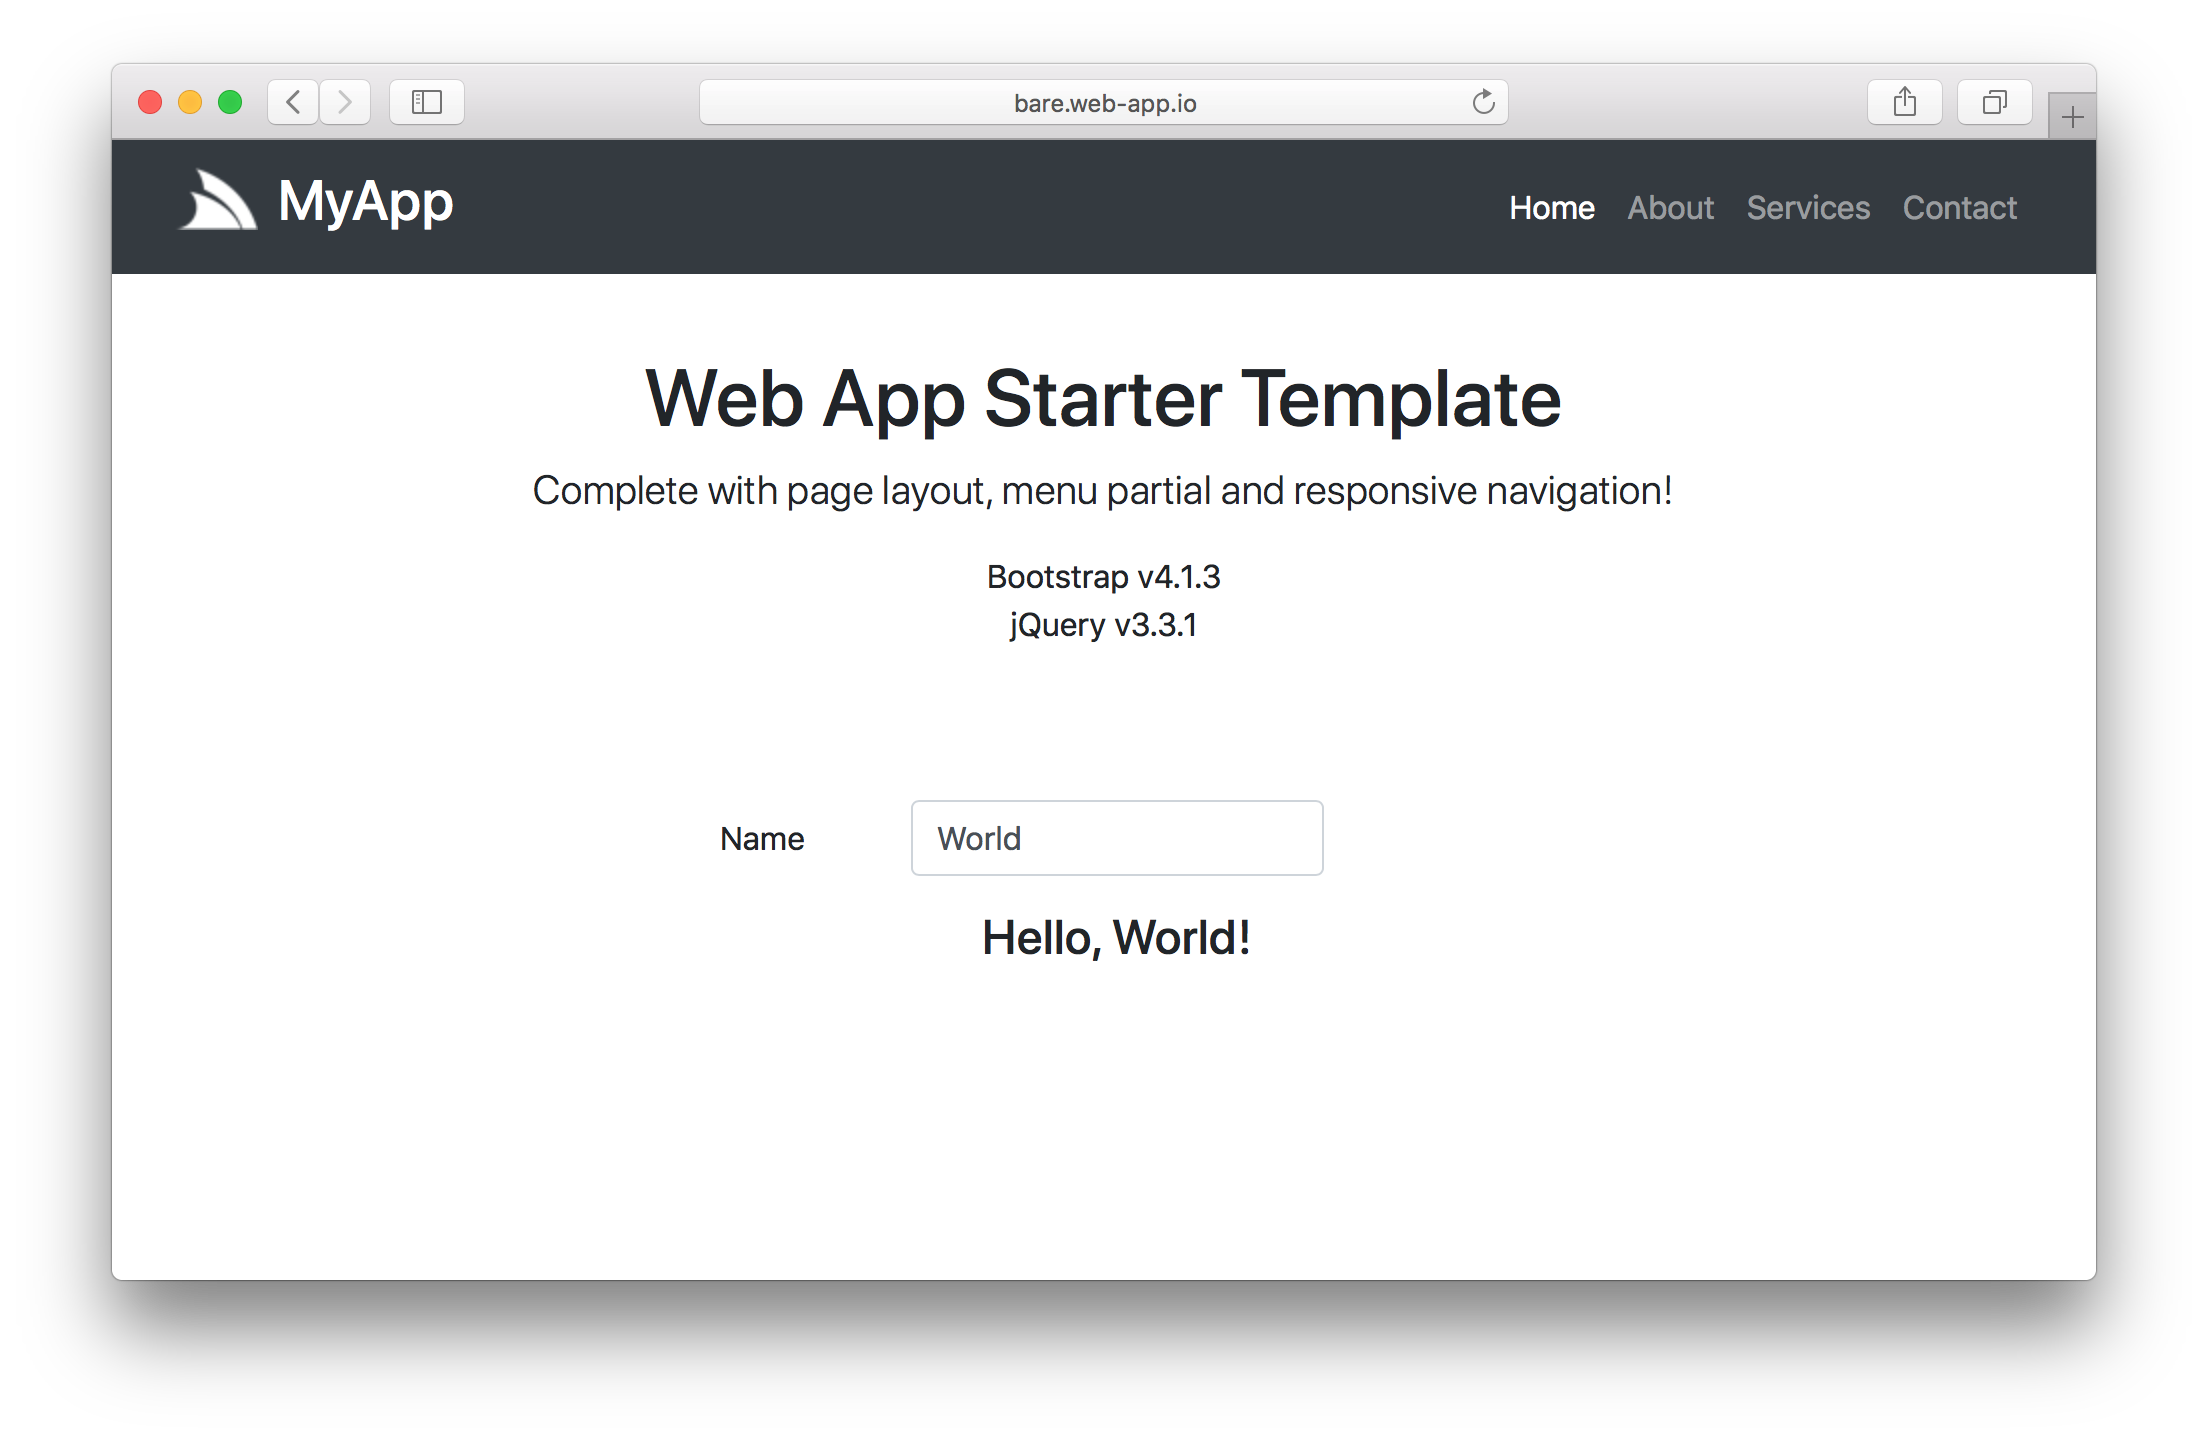 bare.web-app.io
MyApp
Home About Services Contact
Web App Starter Template
Complete with page layout, menu partial and responsive navigation!
Bootstrap v4.1.3
jQuery v3.3.1
Name World
Hello, World!